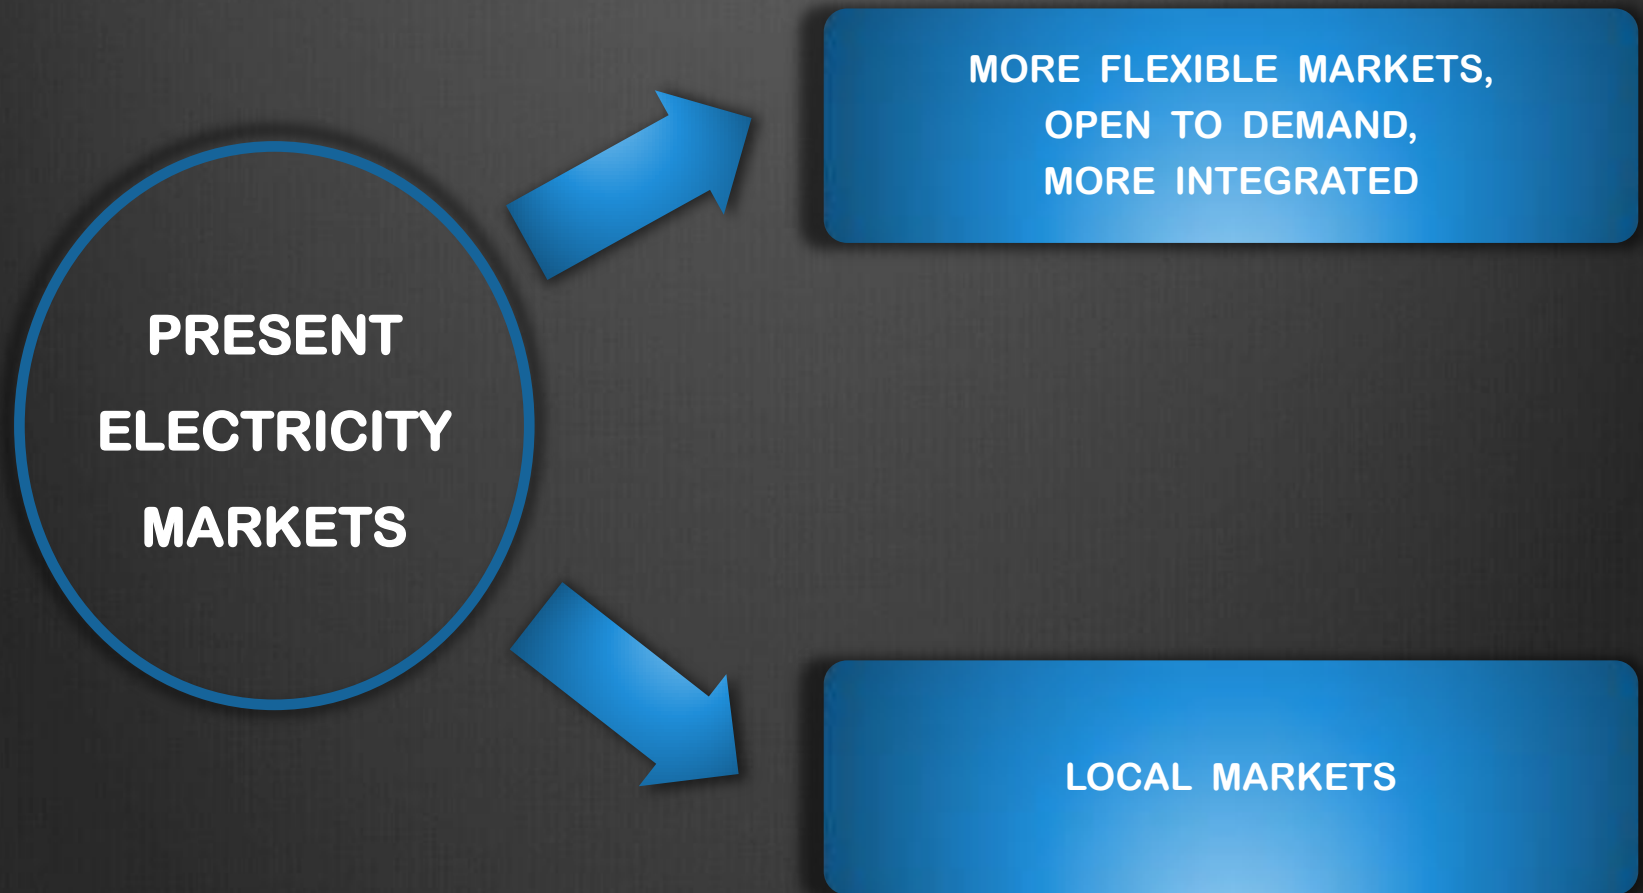 PRESENT
ELECTRICITY
MARKETS
MORE FLEXIBLE MARKETS,
OPEN TO DEMAND,
MORE INTEGRATED
LOCAL MARKETS